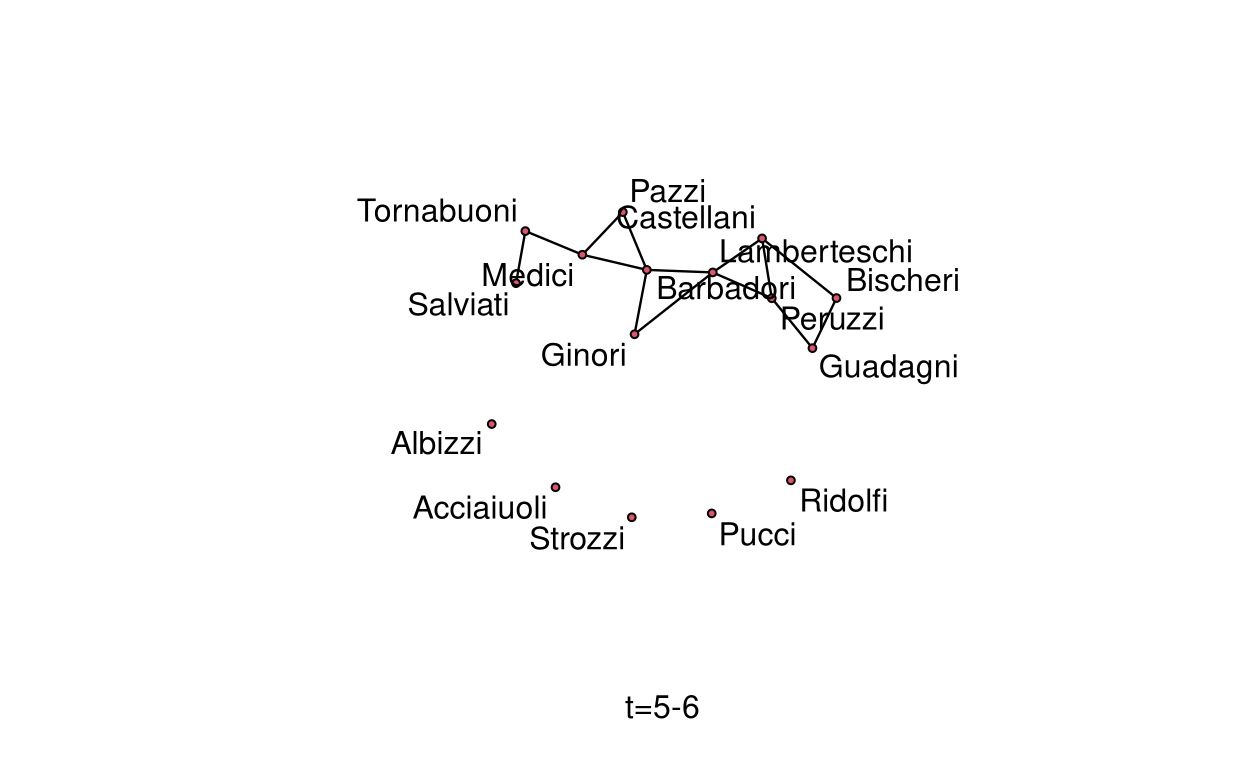 Pazzi
Tornabuoni
Castellani
Lamberteschi
Medici
Bischeri
Barbadori
Salviati
Peruzzi
Ginori
Guadagni
Albizzi
Ridolfi
Acciaiuoli
Pucci
Strozzi
t=5-6